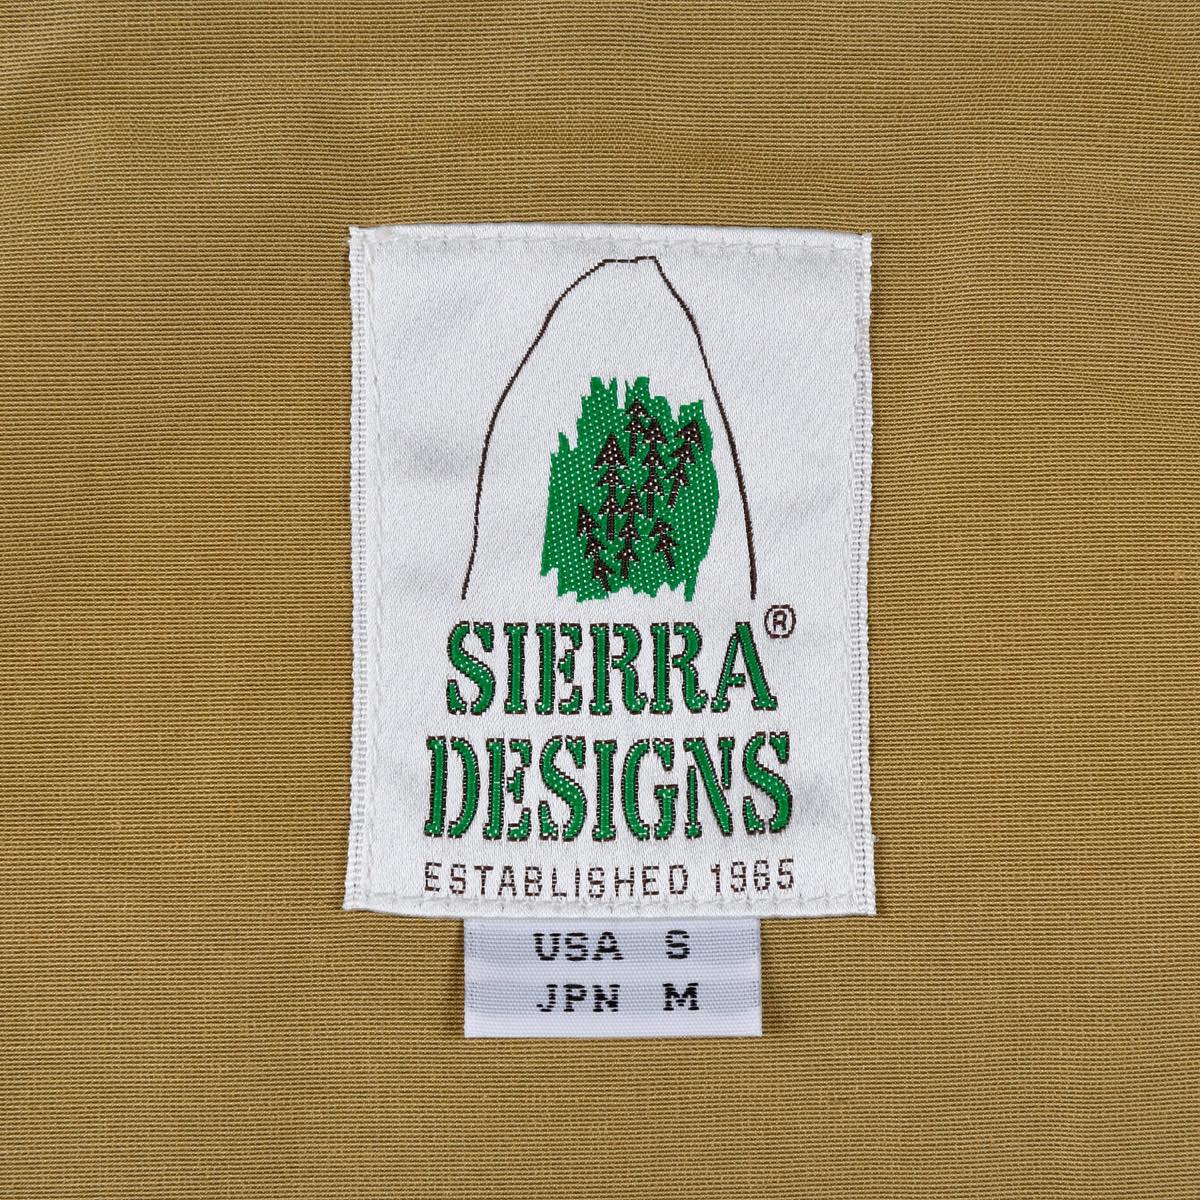 SIERRA®
DESIGNS
ESTABLISHED 1965
USA S
JPN M